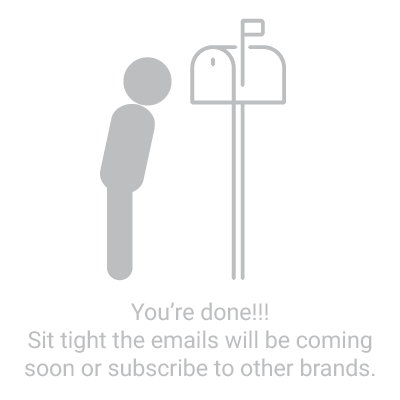 You’re done!!!
Sit tight the emails will be coming
soon or subscribe to other brands.